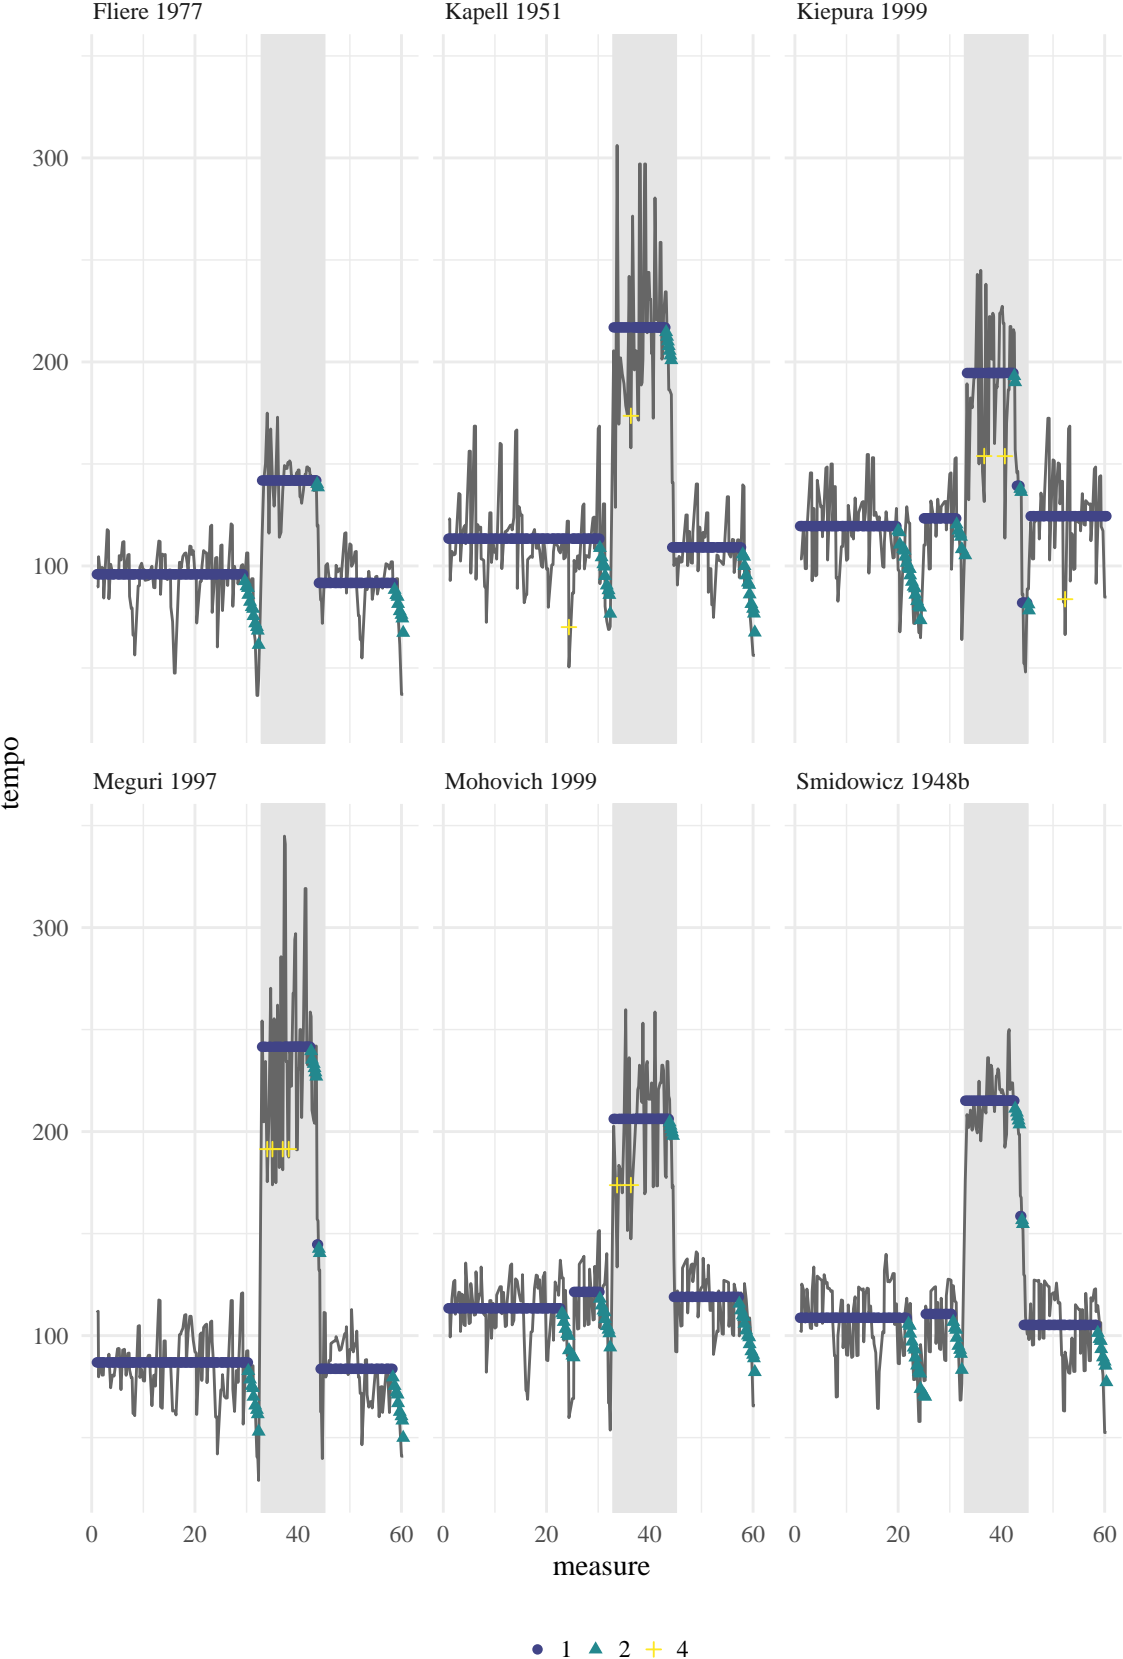 Fliere 1977 Kapell 1951 Kiepura 1999
300
200
100
Meguri 1997 Mohovich 1999 Smidowicz 1948b
300
200
100
tempo
0 20 40 60 0 20 40 60 0 20 40 60
measure
1 2 4